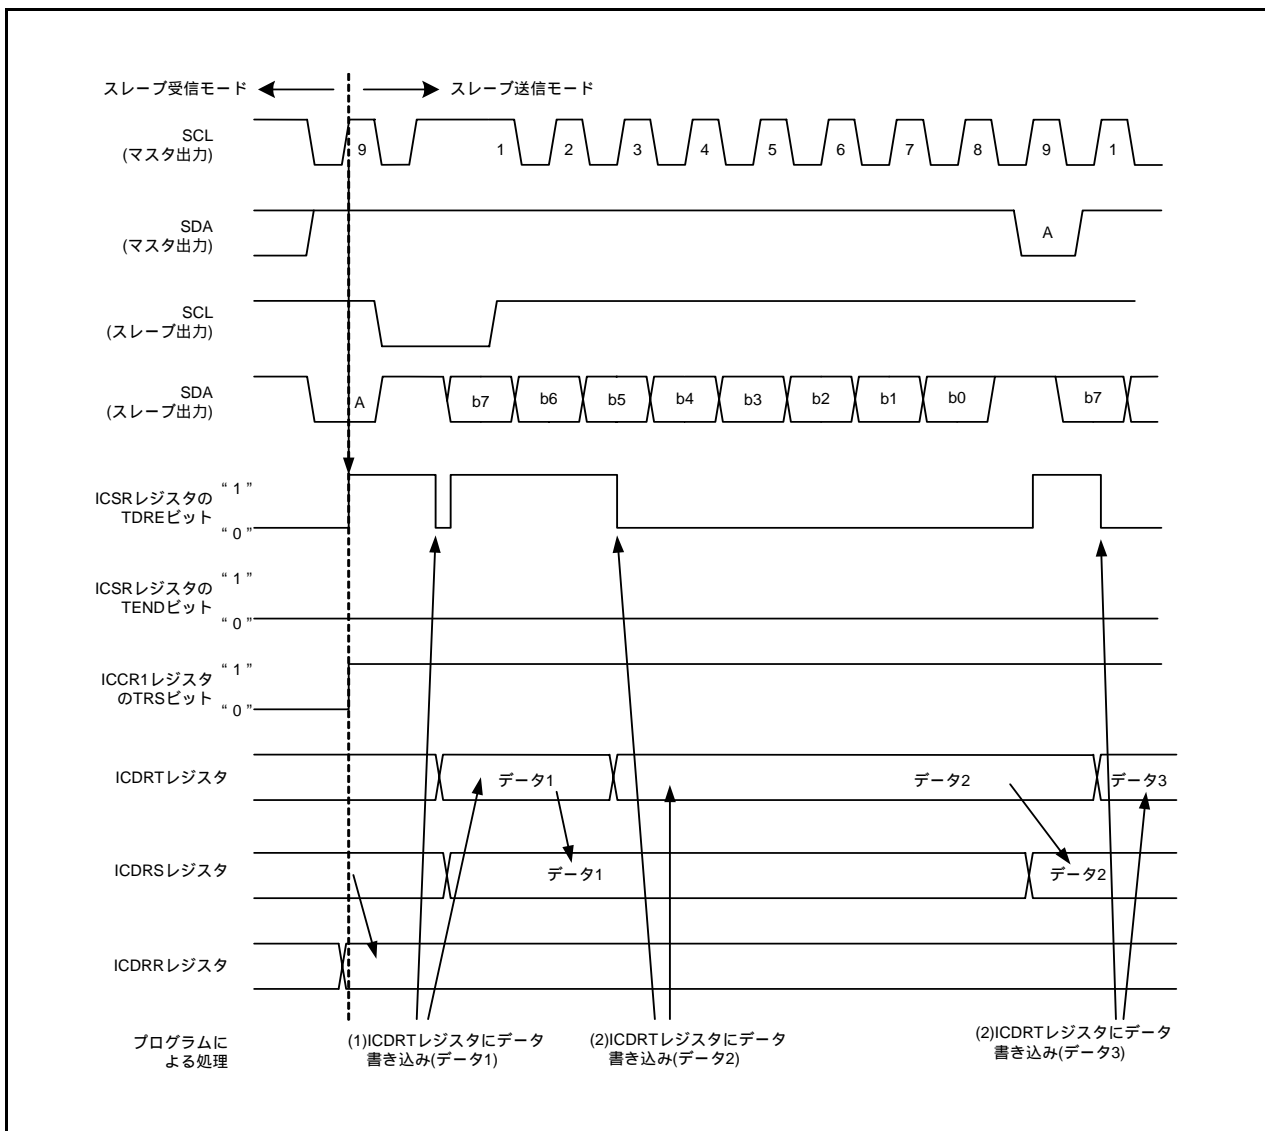 スレーブ受信モード
スレーブ送信モード
SCL
(マスタ出力)
9
1
2
3
4
5
6
7
8
9
1
SDA
(マスタ出力)
A
SCL
(スレーブ出力)
SDA
(スレーブ出力)
A
b7
b6
b5
b4
b3
b2
b1
b0
b7
ICSRレジスタの
TDREビット
“ 1 ”
“ 0 ”
ICSRレジスタの
TENDビット
“ 1 ”
“ 0 ”
ICCR1レジスタ
のTRSビット
“ 1 ”
“ 0 ”
ICDRTレジスタ
データ1
データ2
データ3
ICDRSレジスタ
データ1
データ2
ICDRRレジスタ
プログラムに
よる処理
(1)ICDRTレジスタにデータ
書き込み(データ1)
(2)ICDRTレジスタにデータ
書き込み(データ2)
(2)ICDRTレジスタにデータ
書き込み(データ3)